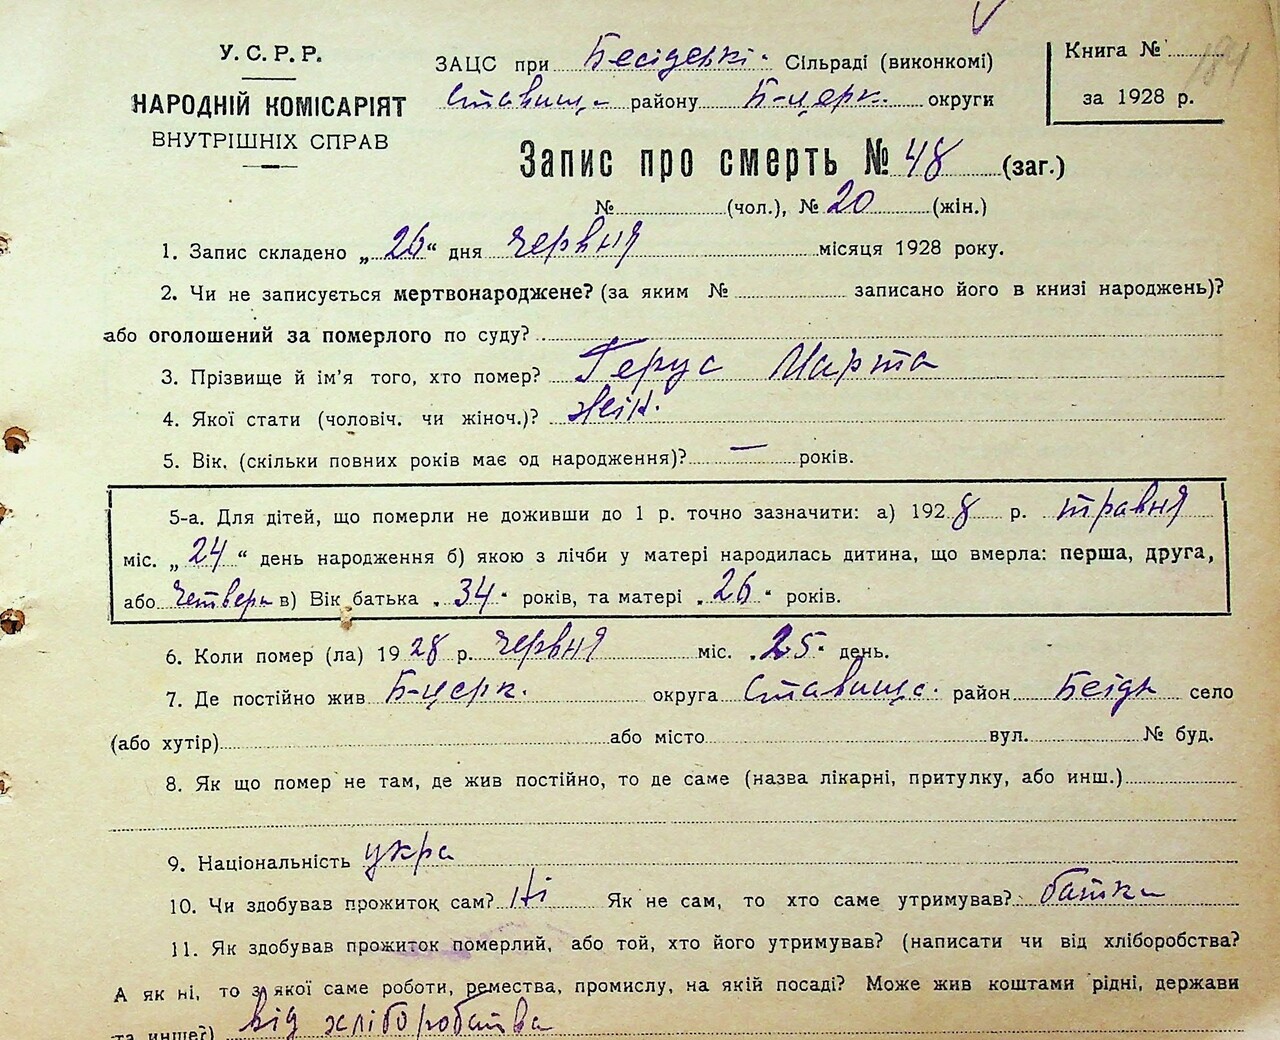 У. С. Р. Р.
НАРОДНІЙ КОМІСАРІЯТ
ВНУТРІШНІХ СПРАВ
ЗАЦС при Бесідецькі. Сільраді (виконкомі)
Ставищ. району Б-церк. округи
Книга № 184
за 1928 р.
Запис про смерть № 48 (заг.)
№ (чол.), № 20 (жін.)
1. Запис складено „26“ дня червня місяця 1928 року.
2. Чи не записується мертвонароджене? (за яким № записано його в книзі народжень)?
або оголошений за померлого по суду?
3. Прізвище й ім'я того, хто помер? Герус Марта
4. Якої стати (чоловіч. чи жіноч.)? жін.
5. Вік. (скільки повних років має од народження)? — років.
5-а. Для дітей, що померли не доживши до 1 р. точно зазначити: а) 1928 р. травня
міс. „24“ день народження б) якою з лічби у матері народилась дитина, що вмерла: перша, друга,
або четверт в) Вік батька „34“ років, та матері „26“ років.
6. Коли помер (ла) 1928 р. червня міс. „25“ день.
7. Де постійно жив Б-церк. округа Ставище. район село
(або хутір) або місто вул. № буд.
8. Як що помер не там, де жив постійно, то де саме (назва лікарні, притулку, або инш.)
9. Національність укра
10. Чи здобував прожиток сам? Ні Як не сам, то хто саме утримував? батьки
11. Як здобував прожиток померлий, або той, хто його утримував? (написати чи від хліборобства?
А як ні, то з якої саме роботи, ремества, промислу, на якій посаді? Може жив коштами рідні, держави
та инше?) від хліборобства